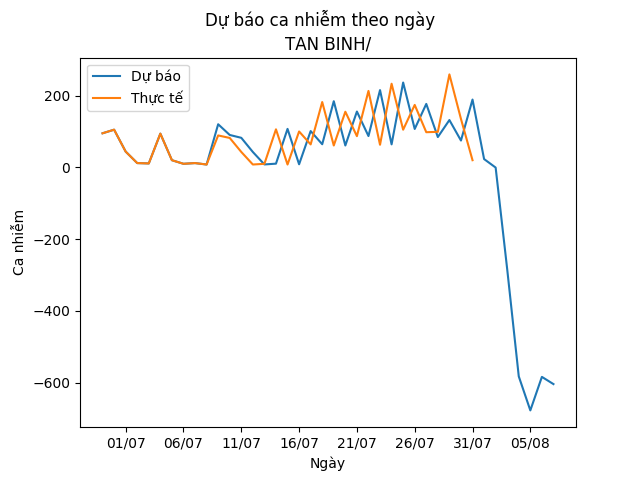 Dự báo ca nhiễm theo ngày
TAN BINH/
Dự báo
Thực tế
Ca nhiễm
200
0
−200
−400
−600
01/07 06/07 11/07 16/07 21/07 26/07 31/07 05/08
Ngày